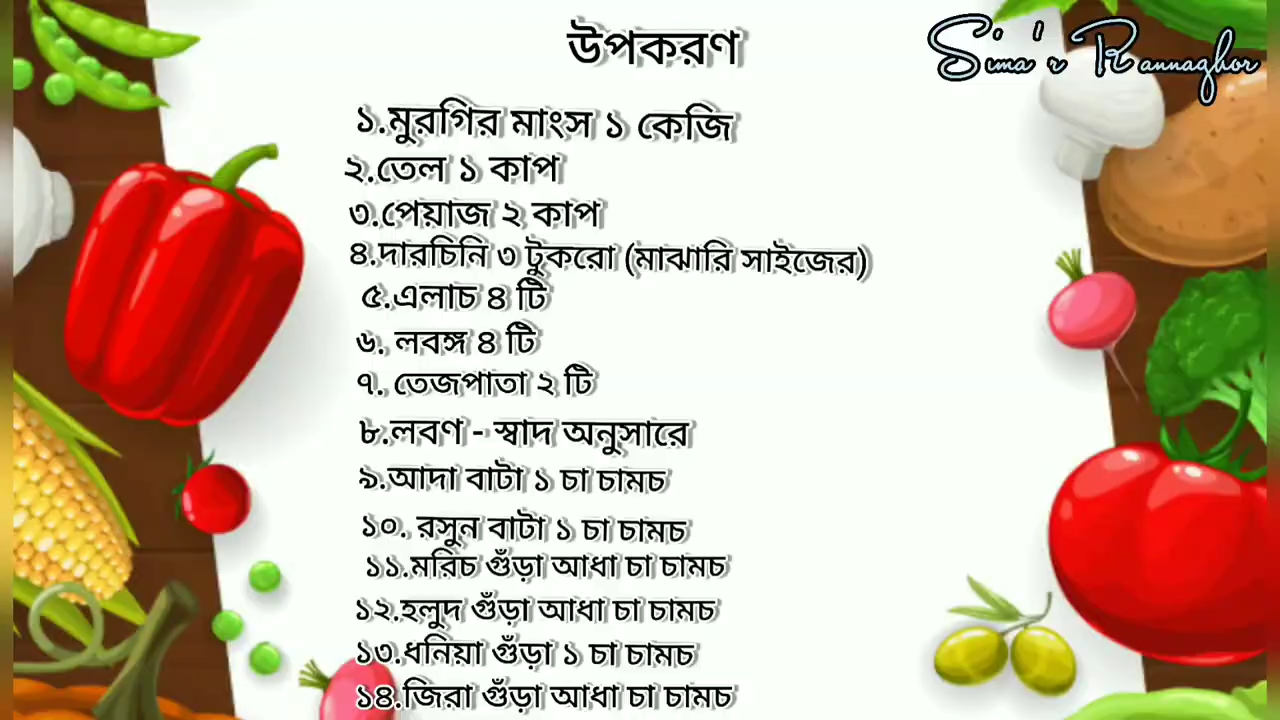 উপকরণ
Sima'r Rannaghor
১.মুরগির মাংস ১ কেজি
২.তেল ১ কাপ
৩.পেয়াজ ২ কাপ
৪.দারচিনি ৩ টুকরো (মাঝারি সাইজের)
৫.এলাচ ৪ টি
৬. লবঙ্গ ৪ টি
৭. তেজপাতা ২ টি
৮.লবণ - স্বাদ অনুসারে
৯.আদা বাটা ১ চা চামচ
১০. রসুন বাটা ১ চা চামচ
১১.মরিচ গুঁড়া আধা চা চামচ
১২.হলুদ গুঁড়া আধা চা চামচ
১৩.ধনিয়া গুঁড়া ১ চা চামচ
১৪.জিরা গুঁড়া আধা চা চামচ